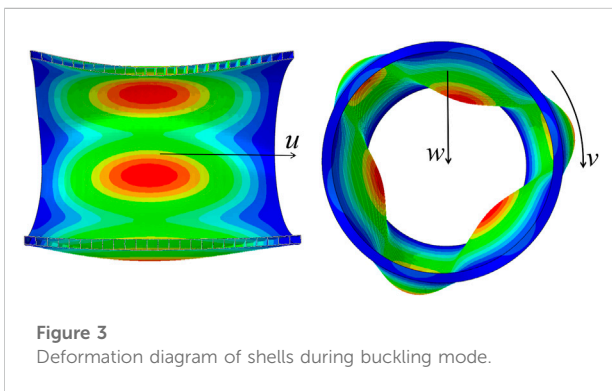 u
w
v
Figure 3
Deformation diagram of shells during buckling mode.